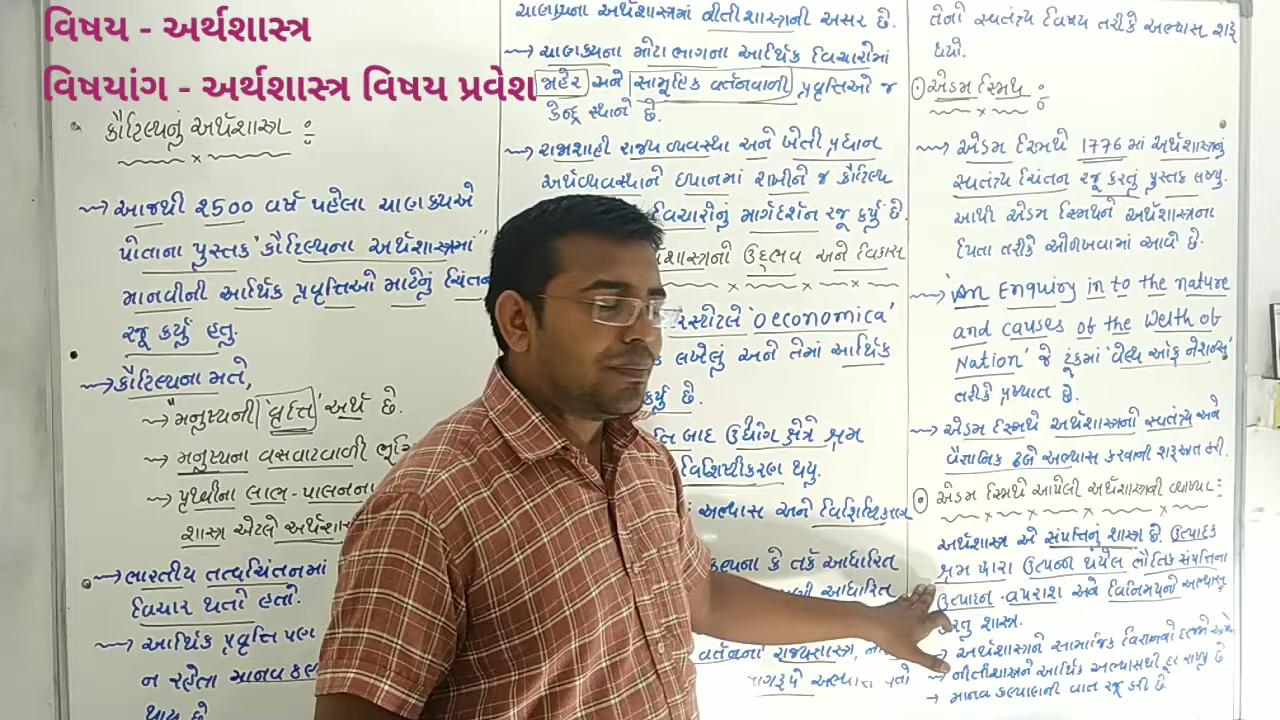 વિષય - અર્થશાસ્ત્ર
વિષયાંગ - અર્થશાસ્ત્ર વિષય પ્રવેશ
કૌટિલ્યનું અર્થશાસ્ત્ર :
આજથી ૨500 વર્ષ પહેલા ચાણક્યએ
પોતાના પુસ્તક "કૌટિલ્યના અર્થશાસ્ત્રમાં"
માનવીની આર્થિક પ્રવૃત્તિઓ માટેનું ચિંતન
રજૂ કર્યું હતુ.
કૌટિલ્યના મતે,
"મનુષ્યની 'વૃત્તિ' અર્થ છે.
મનુષ્યના વસવાટવાળી
પૃથ્વીના લાભ-પાલનના
શાસ્ત્ર એટલે
ભારતીય તત્વચિંતનમાં
વિચાર થતો હતો.
આર્થિક પ્રવૃત્તિ પણ
ન રહેતા માનવ
થાય છે
ચાણક્યના અર્થશાસ્ત્રમાં નીતીશાસ્ત્રની અસર છે.
ચાણક્યના મોટા ભાગના આર્થિક વિચારોમાં
શહેર અને સામૂહિક વર્તનવાની પ્રવૃત્તિઓ જ
કેન્દ્ર સ્થાને છે.
રાજાશાહી રાજ્ય વ્યવસ્થા અને ખેતી પ્રધાન
અર્થવ્યવસ્થાને ધ્યાનમાં રાખીને જ કૌટિલ્ય
વિચારોનું માર્ગદર્શન રજૂ કર્યું છે.
ઉદ્ભવ અને વિકાસ
'oeconomica'
લખેલું અને તેમાં આર્થિક
કર્યું છે.
બાદ ઉદ્યોગ ક્ષેત્રે શ્રમ
વિશિષ્ટીકરણ થયુ.
અભ્યાસ અને વિશિષ્ટિકરણ
કલ્પના કે તર્ક આધારિત
આધારિત
વર્તનના રાજ્યશાસ્ત્ર,
ભાગરૂપે અભ્યાસ થતો
તેનો સ્વતંત્ર્ય વિષય તરીકે અભ્યાસ શરૂ
થયો.
એડમ સ્મિથ :
એડમ સ્મિથે 1776 માં અર્થશાસ્ત્રનું
સ્વતંત્ર્ય ચિંતન રજૂ કરતું પુસ્તક લખ્યુ.
આથી એડમ સ્મિથને અર્થશાસ્ત્રના
પિતા તરીકે ઓળખવામાં આવે છે.
'An Enquiry in to the nature
and causes of the Welth of
Nation' જે ટૂંકમાં 'વેલ્થ ઑફ નેશન્સ'
તરીકે પ્રખ્યાત છે.
એડમ સ્મિથે અર્થશાસ્ત્રનો સ્વતંત્ર્ય અને
વૈજ્ઞાનિક ઢબે અભ્યાસ કરવાની શરૂઆત કરી.
એડમ સ્મિથે આપેલી અર્થશાસ્ત્રની વ્યાખ્યા :
અર્થશાસ્ત્ર એ સંપત્તિનું શાસ્ત્ર છે. ઉત્પાદક
શ્રમ દ્વારા ઉત્પન્ન થયેલ ભૌતિક સંપત્તિના
ઉત્પાદન-વપરાશ અને વિનિમયનો અભ્યાસ
કરતુ શાસ્ત્ર.
અર્થશાસ્ત્રને સામાજિક વિજ્ઞાનનો દરજ્જો
નીતીશાસ્ત્રને આર્થિક અભ્યાસથી દૂર રાખ્યુ છે
માનવ કલ્યાણની વાત રજૂ કરી છે